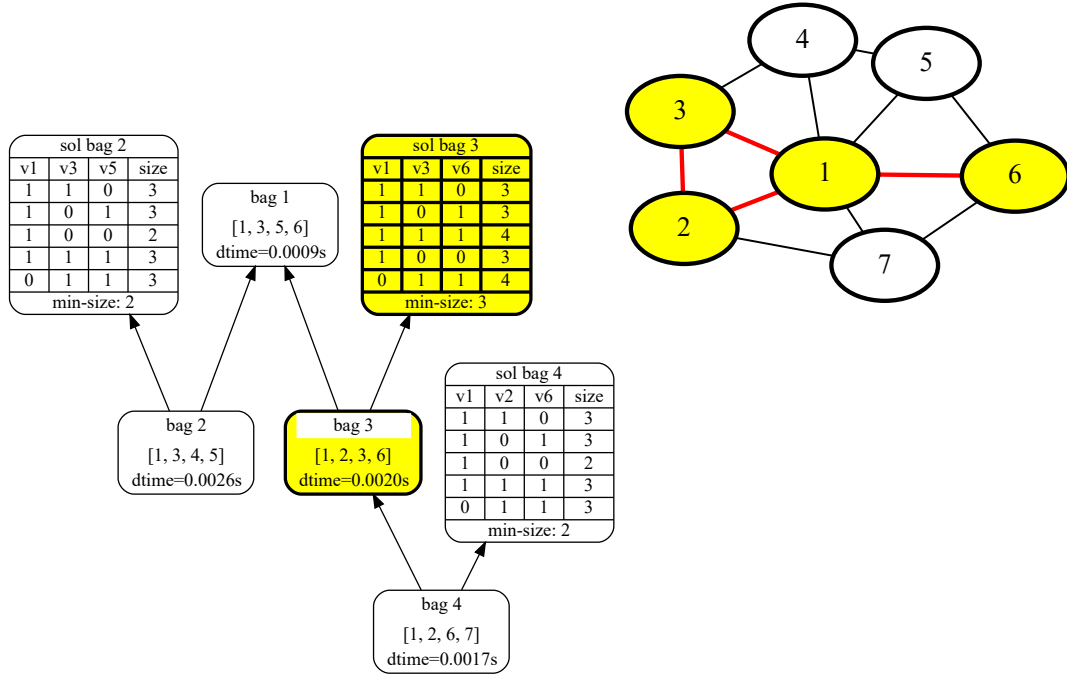 sol bag 2
v1 v3 v5 size
1 1 0 3
1 0 1 3
1 0 0 2
1 1 1 3
0 1 1 3
min-size: 2
bag 1
[1, 3, 5, 6]
dtime=0.0009s
sol bag 3
v1 v3 v6 size
1 1 0 3
1 0 1 3
1 1 1 4
1 0 0 3
0 1 1 4
min-size: 3
4
5
3
1
6
2
7
bag 2
[1, 3, 4, 5]
dtime=0.0026s
bag 3
[1, 2, 3, 6]
dtime=0.0020s
sol bag 4
v1 v2 v6 size
1 1 0 3
1 0 1 3
1 0 0 2
1 1 1 3
0 1 1 3
min-size: 2
bag 4
[1, 2, 6, 7]
dtime=0.0017s